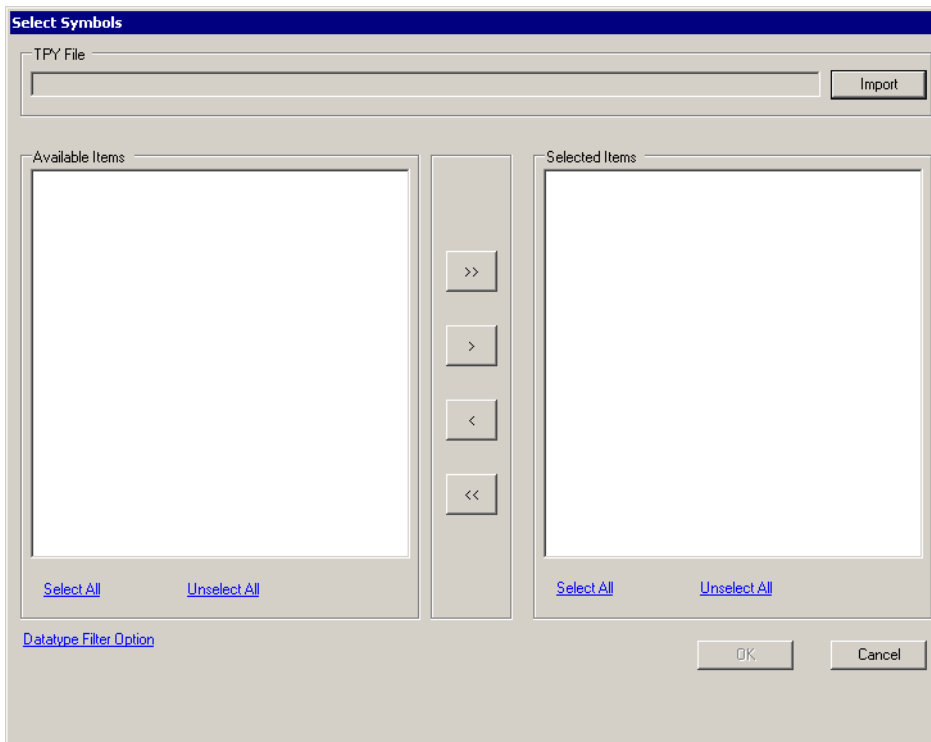 Select Symbols
TPY File
Import
Available Items
Selected Items
>>
>
<
<<
Select All
Unselect All
Select All
Unselect All
Datatype Filter Option
OK
Cancel